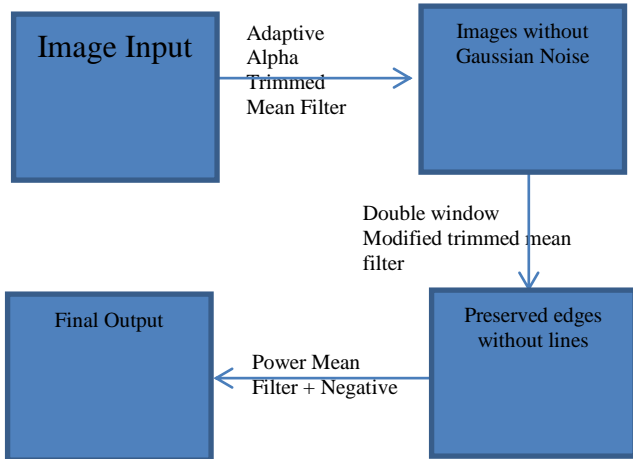 Image Input
Adaptive
Alpha
Trimmed
Mean Filter
Images without
Gaussian Noise
Double window
Modified trimmed mean
filter
Preserved edges
without lines
Power Mean
Filter + Negative
Final Output